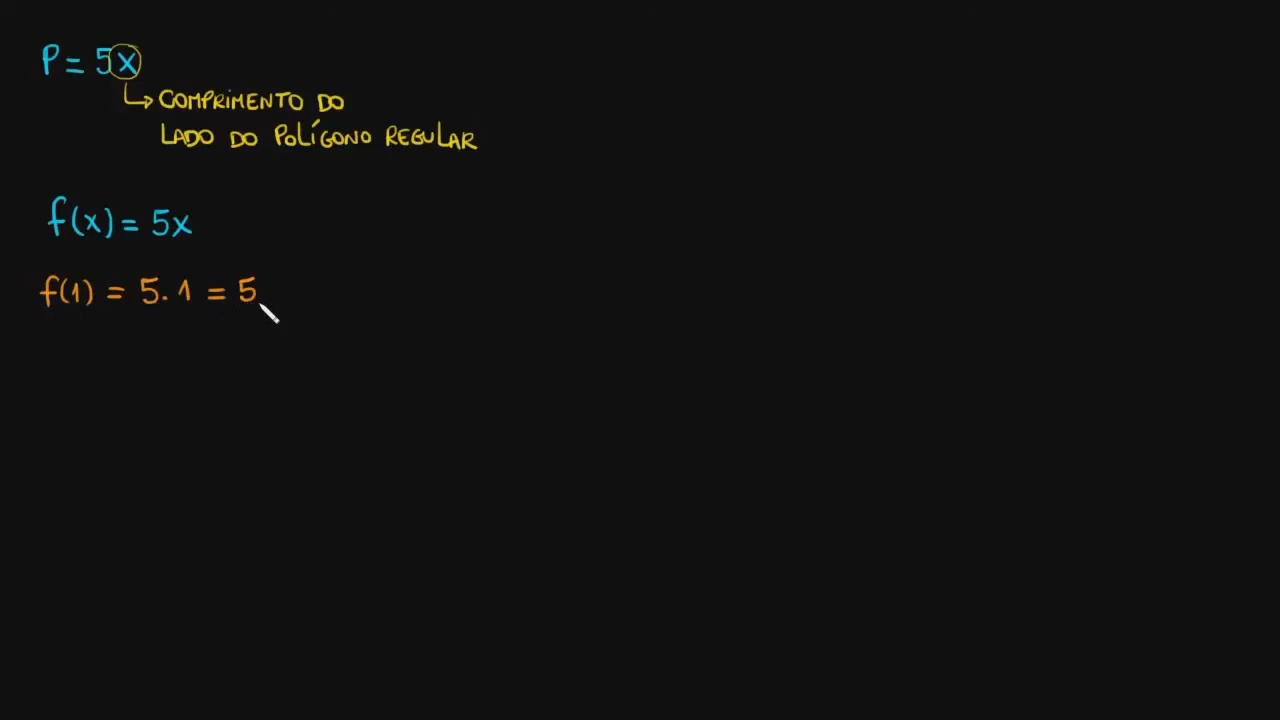 P = 5x
COMPRIMENTO DO
LADO DO POLÍGONO REGULAR
f(x) = 5x
f(1) = 5 . 1 = 5